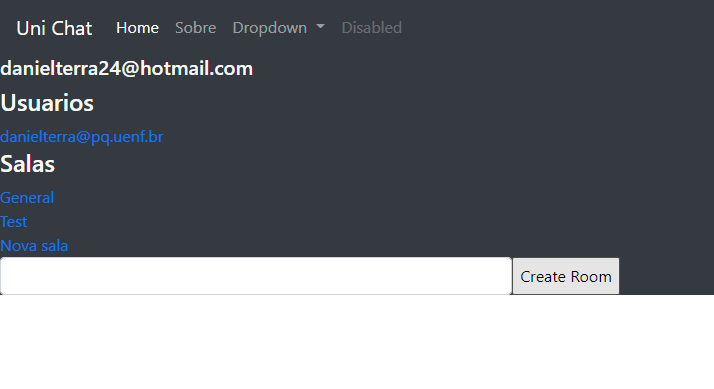 Uni Chat Home Sobre Dropdown Disabled
danielterra24@hotmail.com
Usuarios
danielterra@pq.uenf.br
Salas
General
Test
Nova sala
Create Room